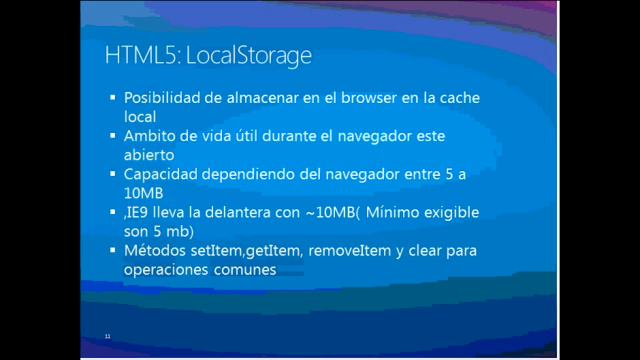 HTML5: LocalStorage
▪ Posibilidad de almacenar en el browser en la cache
local
▪ Ambito de vida útil durante el navegador este
abierto
▪ Capacidad dependiendo del navegador entre 5 a
10MB
▪ ,IE9 lleva la delantera con ~10MB( Mínimo exigible
son 5 mb)
▪ Métodos setItem,getItem, removeItem y clear para
operaciones comunes
11